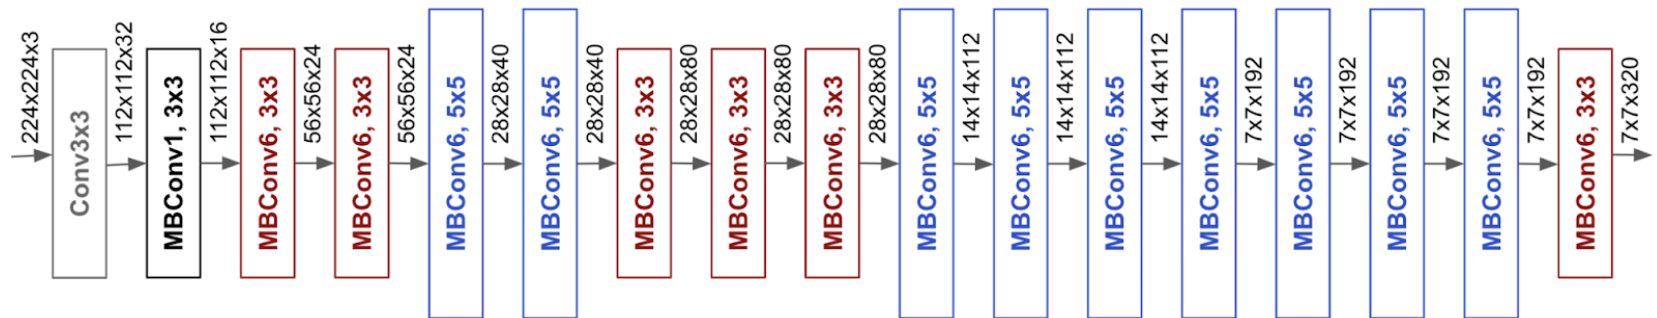 224x224x3
Conv3x3
112x112x32
MBConv1, 3x3
112x112x16
MBConv6, 3x3
56x56x24
MBConv6, 3x3
56x56x24
MBConv6, 5x5
28x28x40
MBConv6, 5x5
28x28x40
MBConv6, 3x3
28x28x80
MBConv6, 3x3
28x28x80
MBConv6, 3x3
28x28x80
MBConv6, 5x5
14x14x112
MBConv6, 5x5
14x14x112
MBConv6, 5x5
14x14x112
MBConv6, 5x5
7x7x192
MBConv6, 5x5
7x7x192
MBConv6, 5x5
7x7x192
MBConv6, 5x5
7x7x192
MBConv6, 3x3
7x7x320